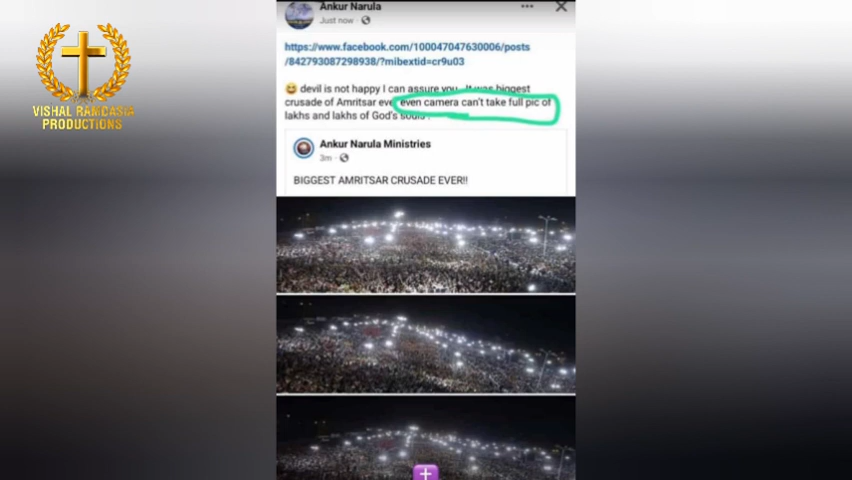 VISHAL RAMDASIA
PRODUCTIONS
Ankur Narula
Just now
https://www.facebook.com/100047047630006/posts
/842793087298938/?mibextid=cr9u03
😆 devil is not happy I can assure you.. It was biggest
crusade of Amritsar ever even camera can't take full pic of
lakhs and lakhs of God's souls !
Ankur Narula Ministries
3m
BIGGEST AMRITSAR CRUSADE EVER!!